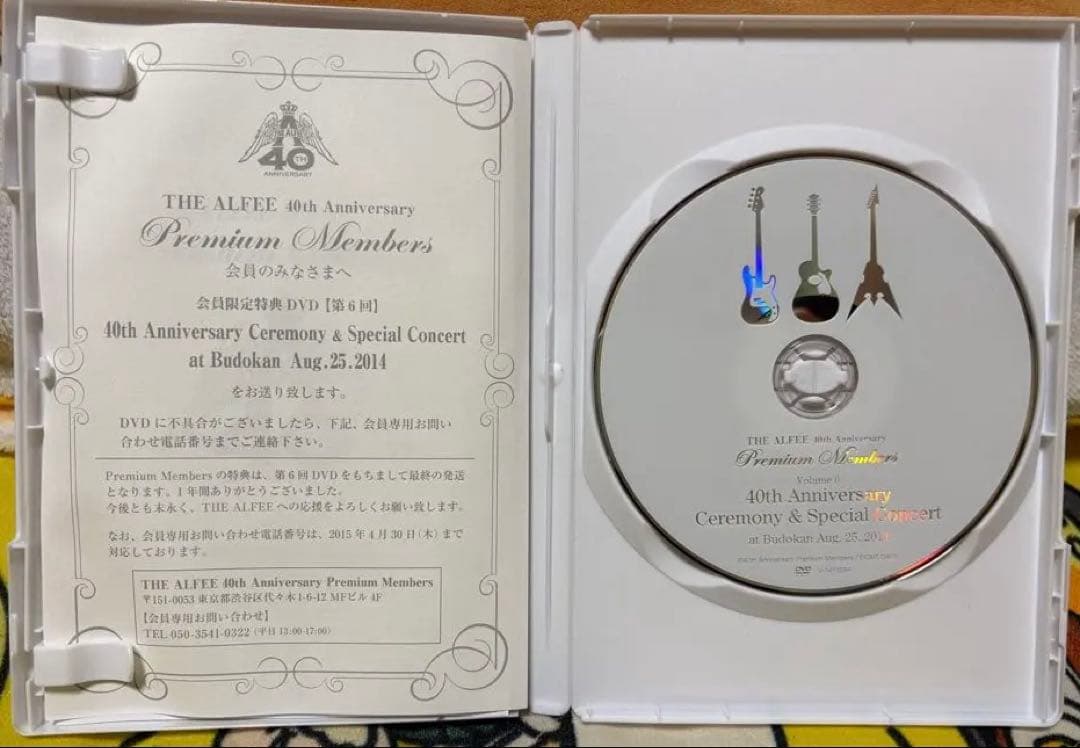 40TH
ANNIVERSARY
THE ALFEE 40th Anniversary
Premium Members
会員のみなさまへ
会員限定特典DVD【第6回】
40th Anniversary Ceremony & Special Concert
at Budokan Aug.25.2014
をお送り致します。
DVDに不具合がございましたら、下記、会員専用お問い
合わせ電話番号までご連絡下さい。
Premium Membersの特典は、第6回DVDをもちまして最終の発送
となります。1年間ありがとうございました。
今後とも末永く、THE ALFEEへの応援をよろしくお願い致します。
なお、会員専用お問い合わせ電話番号は、2015年4月30日(木)まで
対応しております。
THE ALFEE 40th Anniversary Premium Members
〒151-0053 東京都渋谷区代々木1-6-12 MFビル4F
【会員専用お問い合わせ】
TEL 050-3541-0322 (平日 13:00-17:00)
THE ALFEE 40th Anniversary
Premium Members
Volume 6
40th Anniversary
Ceremony & Special Concert
at Budokan Aug. 25. 2014
DVD